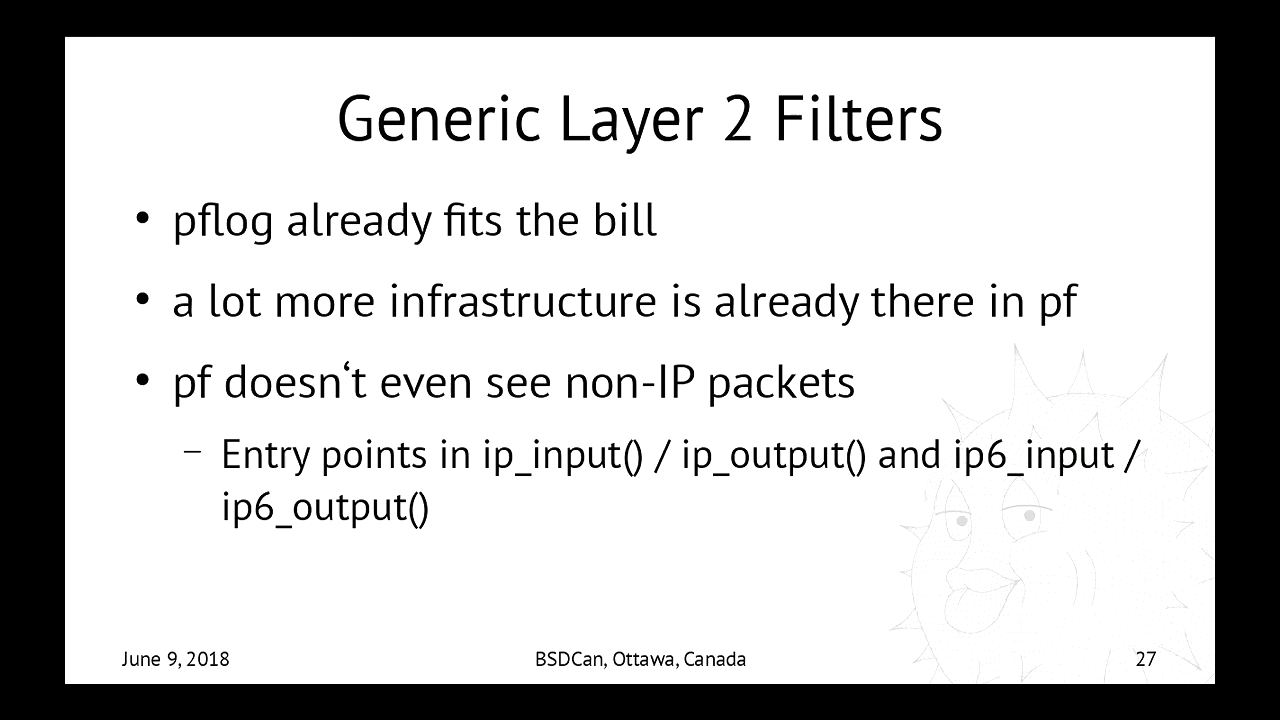 Generic Layer 2 Filters
• pflog already fits the bill
• a lot more infrastructure is already there in pf
• pf doesn‘t even see non-IP packets
– Entry points in ip_input() / ip_output() and ip6_input /
ip6_output()
June 9, 2018
BSDCan, Ottawa, Canada
27